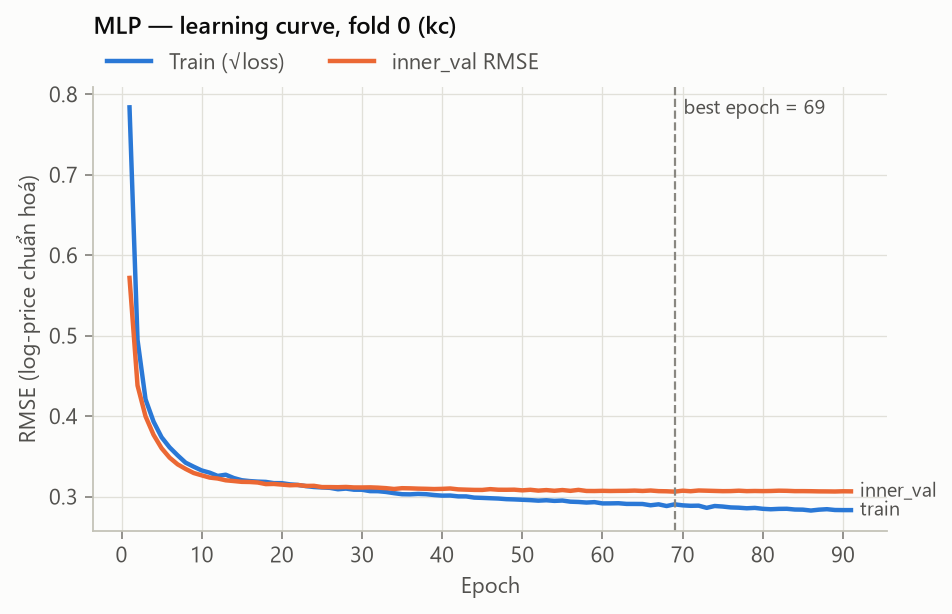 MLP — learning curve, fold 0 (kc)
Train (√loss)
inner_val RMSE
0.8
0.7
0.6
0.5
0.4
0.3
RMSE (log-price chuẩn hoá)
best epoch = 69
inner_val
train
0 10 20 30 40 50 60 70 80 90
Epoch